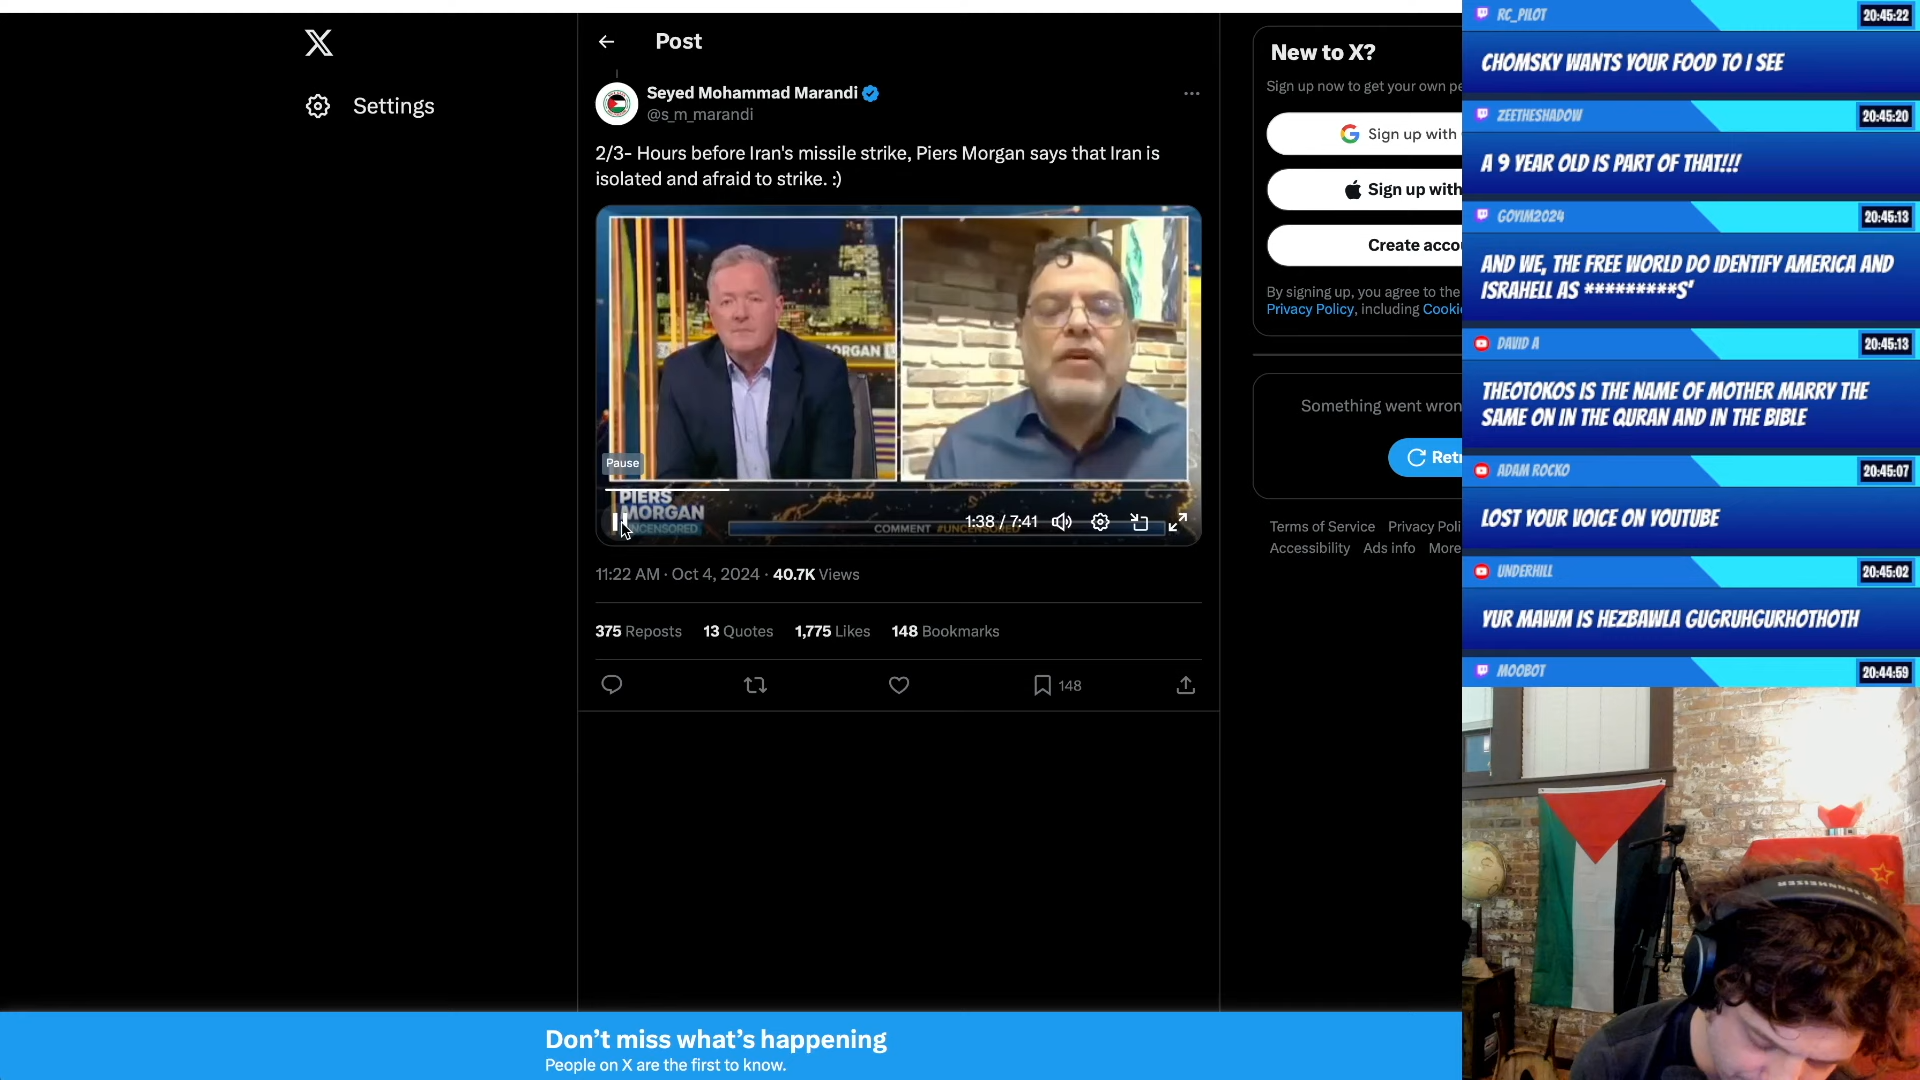 Post
Settings
Seyed Mohammad Marandi
@s_m_marandi
2/3- Hours before Iran's missile strike, Piers Morgan says that Iran is
isolated and afraid to strike. :)
ORGAN
Pause
PIERS
MORGAN
UNCENSORED
COMMENT #UNCENSORED
1:38 / 7:41
11:22 AM · Oct 4, 2024 · 40.7K Views
375 Reposts 13 Quotes 1,775 Likes 148 Bookmarks
148
New to X?
Sign up now to get your own pe
Sign up with
Sign up with
Create acco
By signing up, you agree to the
Privacy Policy, including Cookie
Something went wron
Retr
Terms of Service Privacy Poli
Accessibility Ads info More
Don't miss what's happening
People on X are the first to know.
RC_PILOT 20:45:22
CHOMSKY WANTS YOUR FOOD TO I SEE
ZEETHESHADOW 20:45:20
A 9 YEAR OLD IS PART OF THAT!!!
GOYIM2024 20:45:13
AND WE, THE FREE WORLD DO IDENTIFY AMERICA AND
ISRAHELL AS *********S'
DAVID A 20:45:13
THEOTOKOS IS THE NAME OF MOTHER MARRY THE
SAME ON IN THE QURAN AND IN THE BIBLE
ADAM ROCKO 20:45:07
LOST YOUR VOICE ON YOUTUBE
UNDERHILL 20:45:02
YUR MAWM IS HEZBAWLA GUGRUHGURHOTHOTH
MOOBOT 20:44:59
SENNHEISER